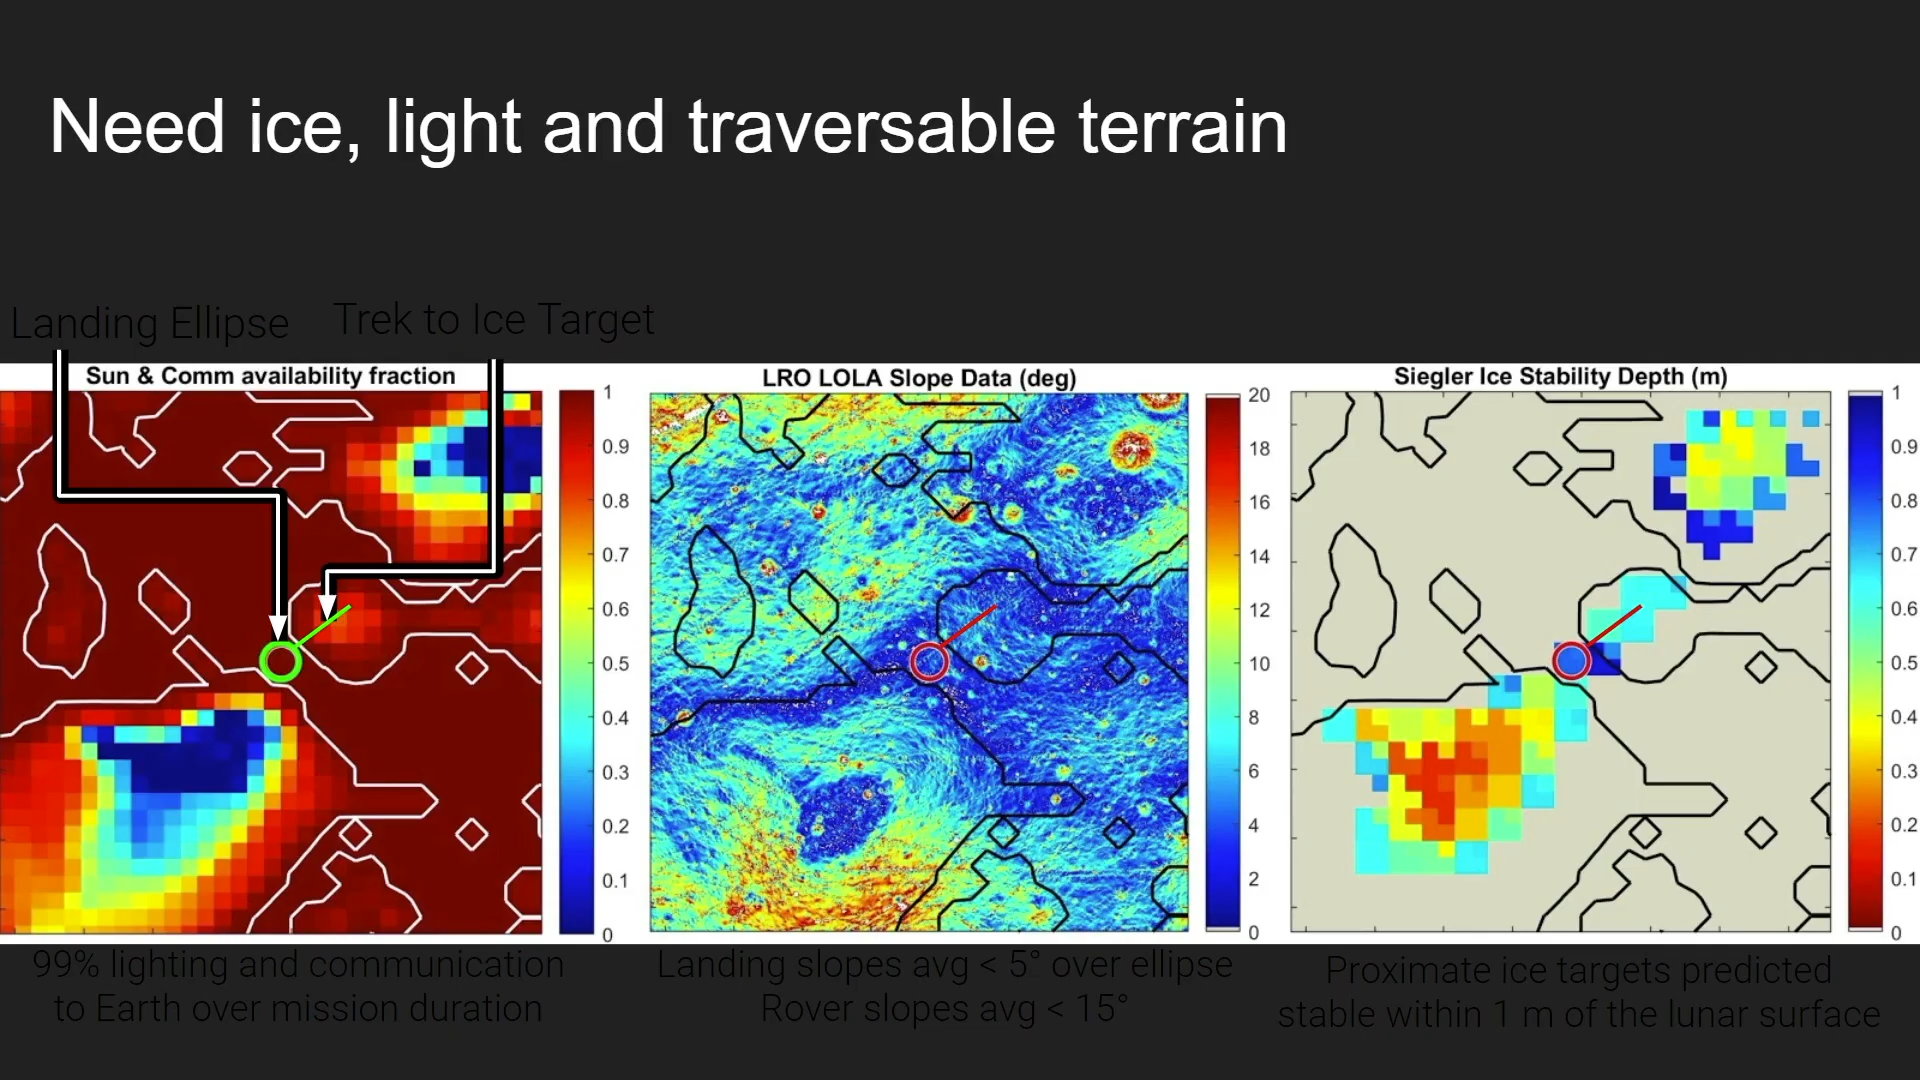 Need ice, light and traversable terrain
Landing Ellipse
Trek to Ice Target
Sun & Comm availability fraction
1
0.9
0.8
0.7
0.6
0.5
0.4
0.3
0.2
0.1
0
LRO LOLA Slope Data (deg)
20
18
16
14
12
10
8
6
4
2
0
Siegler Ice Stability Depth (m)
1
0.9
0.8
0.7
0.6
0.5
0.4
0.3
0.2
0.1
0
99% lighting and communication
to Earth over mission duration
Landing slopes avg < 5° over ellipse
Rover slopes avg < 15°
Proximate ice targets predicted
stable within 1 m of the lunar surface